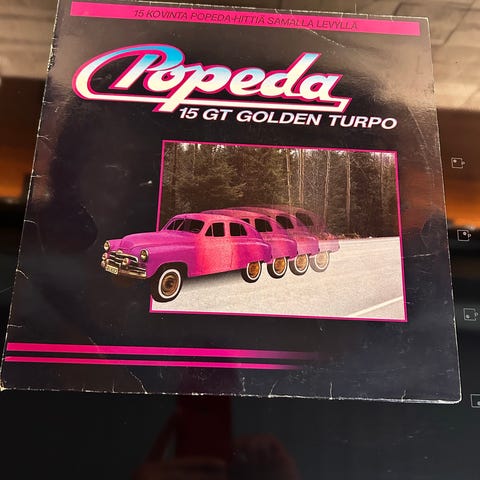 15 KOVINTA POPEDA-HITTIÄ SAMALLA LEVYLLÄ
Popeda
15 GT GOLDEN TURPO